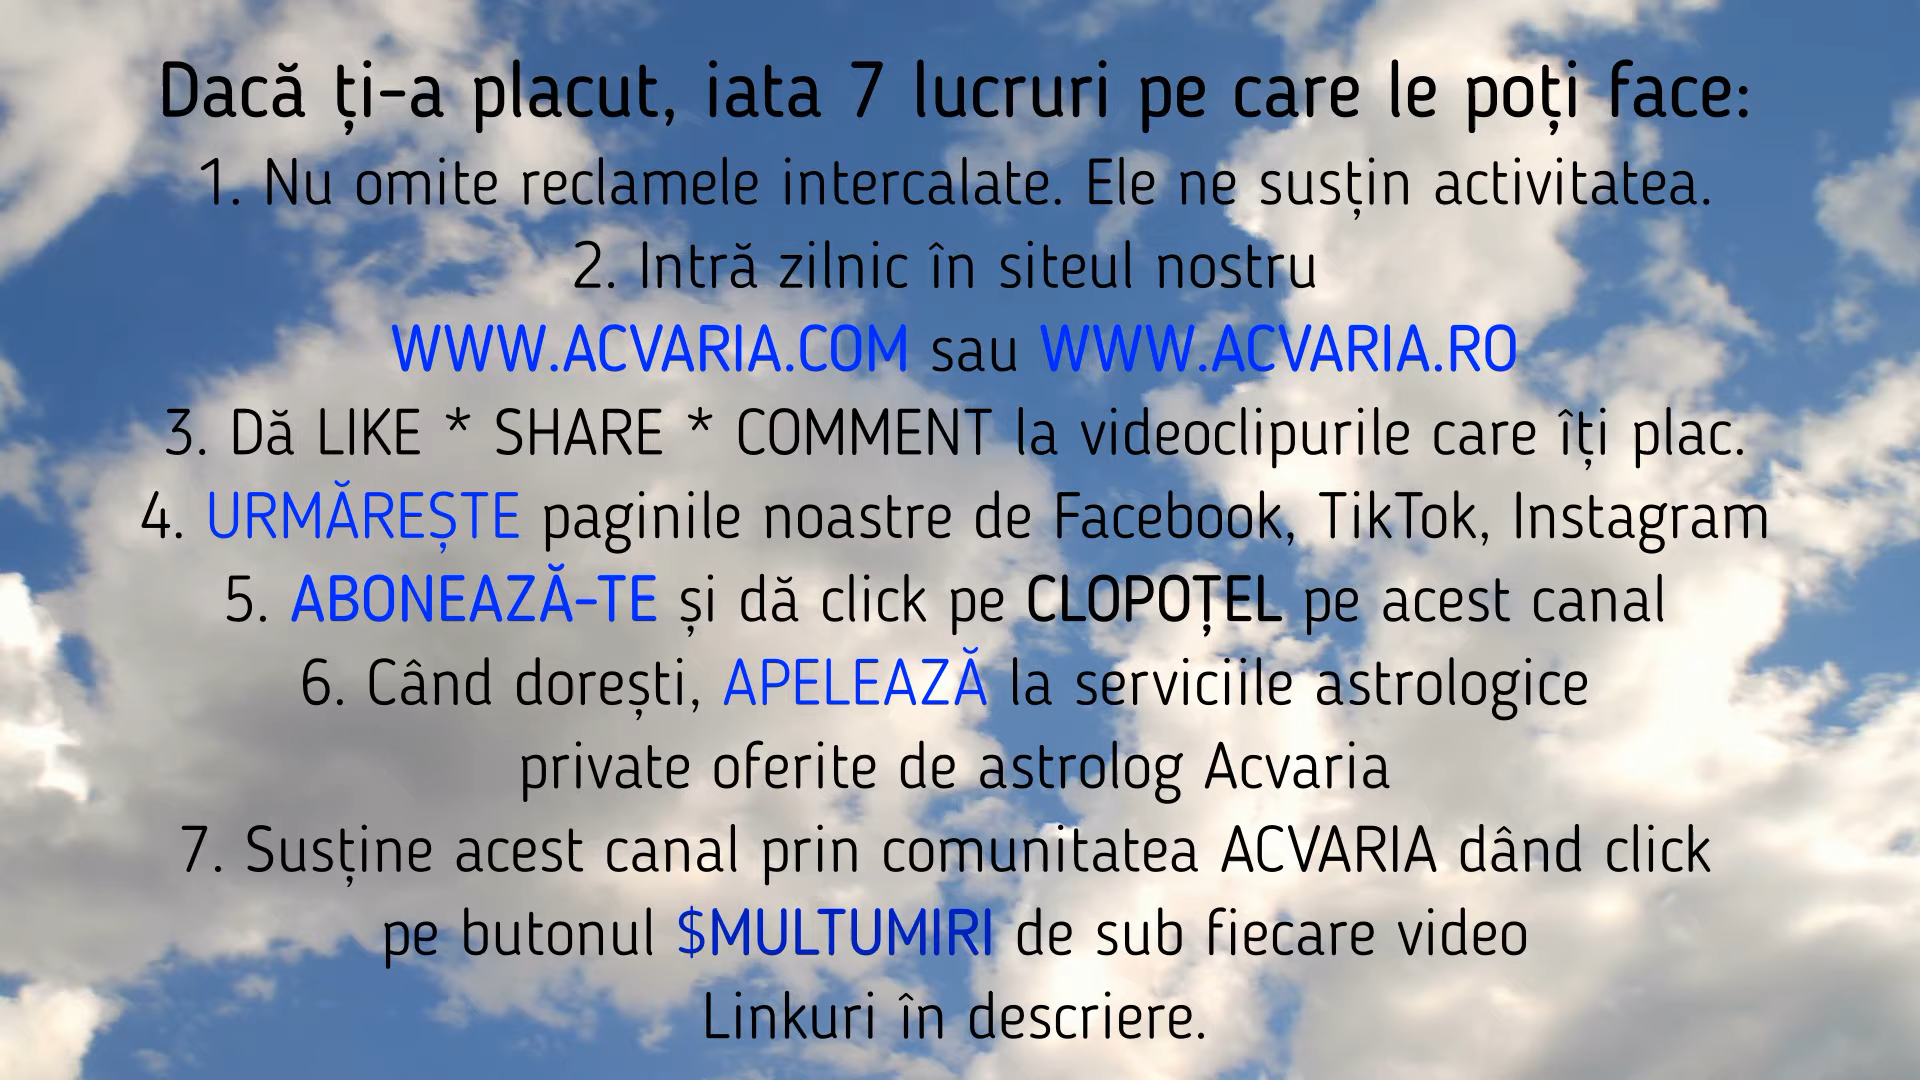 Dacă ți-a placut, iata 7 lucruri pe care le poți face:
1. Nu omite reclamele intercalate. Ele ne susțin activitatea.
2. Intră zilnic în siteul nostru
WWW.ACVARIA.COM sau WWW.ACVARIA.RO
3. Dă LIKE * SHARE * COMMENT la videoclipurile care îți plac.
4. URMĂREȘTE paginile noastre de Facebook, TikTok, Instagram
5. ABONEAZĂ-TE și dă click pe CLOPOȚEL pe acest canal
6. Când dorești, APELEAZĂ la serviciile astrologice
private oferite de astrolog Acvaria
7. Susține acest canal prin comunitatea ACVARIA dând click
pe butonul $MULTUMIRI de sub fiecare video
Linkuri în descriere.